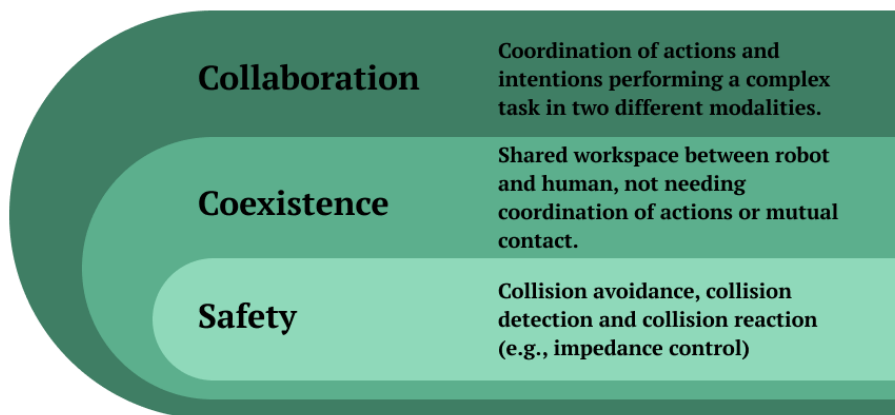 Collaboration
Coordination of actions and
intentions performing a complex
task in two different modalities.
Coexistence
Shared workspace between robot
and human, not needing
coordination of actions or mutual
contact.
Safety
Collision avoidance, collision
detection and collision reaction
(e.g., impedance control)